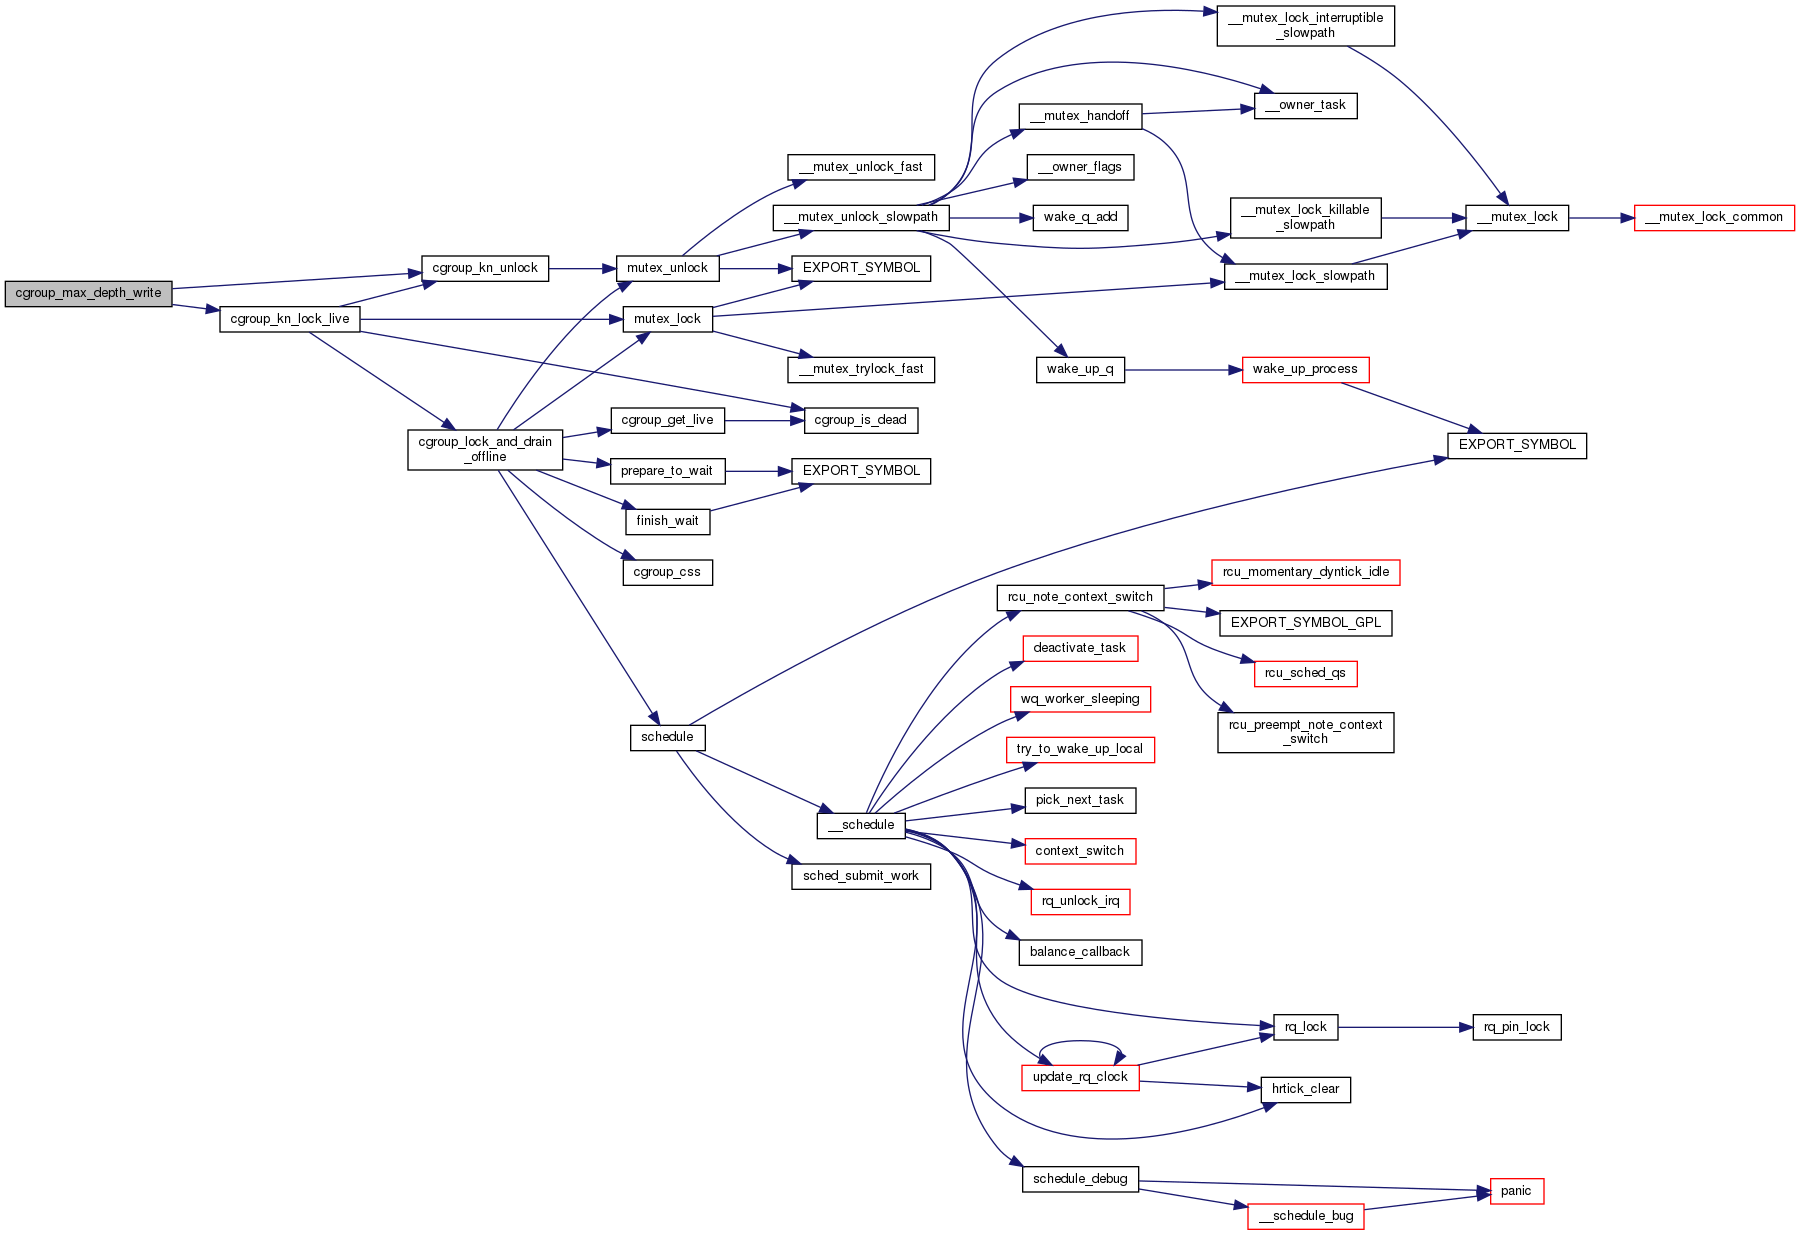 __mutex_lock_interruptible
_slowpath
__owner_task
__mutex_handoff
__mutex_unlock_fast
__owner_flags
__mutex_unlock_slowpath
wake_q_add
__mutex_lock_killable
_slowpath
__mutex_lock
__mutex_lock_common
cgroup_kn_unlock
mutex_unlock
EXPORT_SYMBOL
__mutex_lock_slowpath
cgroup_max_depth_write
cgroup_kn_lock_live
mutex_lock
__mutex_trylock_fast
wake_up_q
wake_up_process
cgroup_get_live
cgroup_is_dead
cgroup_lock_and_drain
_offline
EXPORT_SYMBOL
prepare_to_wait
EXPORT_SYMBOL
finish_wait
cgroup_css
rcu_momentary_dyntick_idle
rcu_note_context_switch
EXPORT_SYMBOL_GPL
deactivate_task
rcu_sched_qs
wq_worker_sleeping
rcu_preempt_note_context
_switch
schedule
try_to_wake_up_local
pick_next_task
__schedule
context_switch
sched_submit_work
rq_unlock_irq
balance_callback
rq_lock
rq_pin_lock
update_rq_clock
hrtick_clear
schedule_debug
panic
__schedule_bug